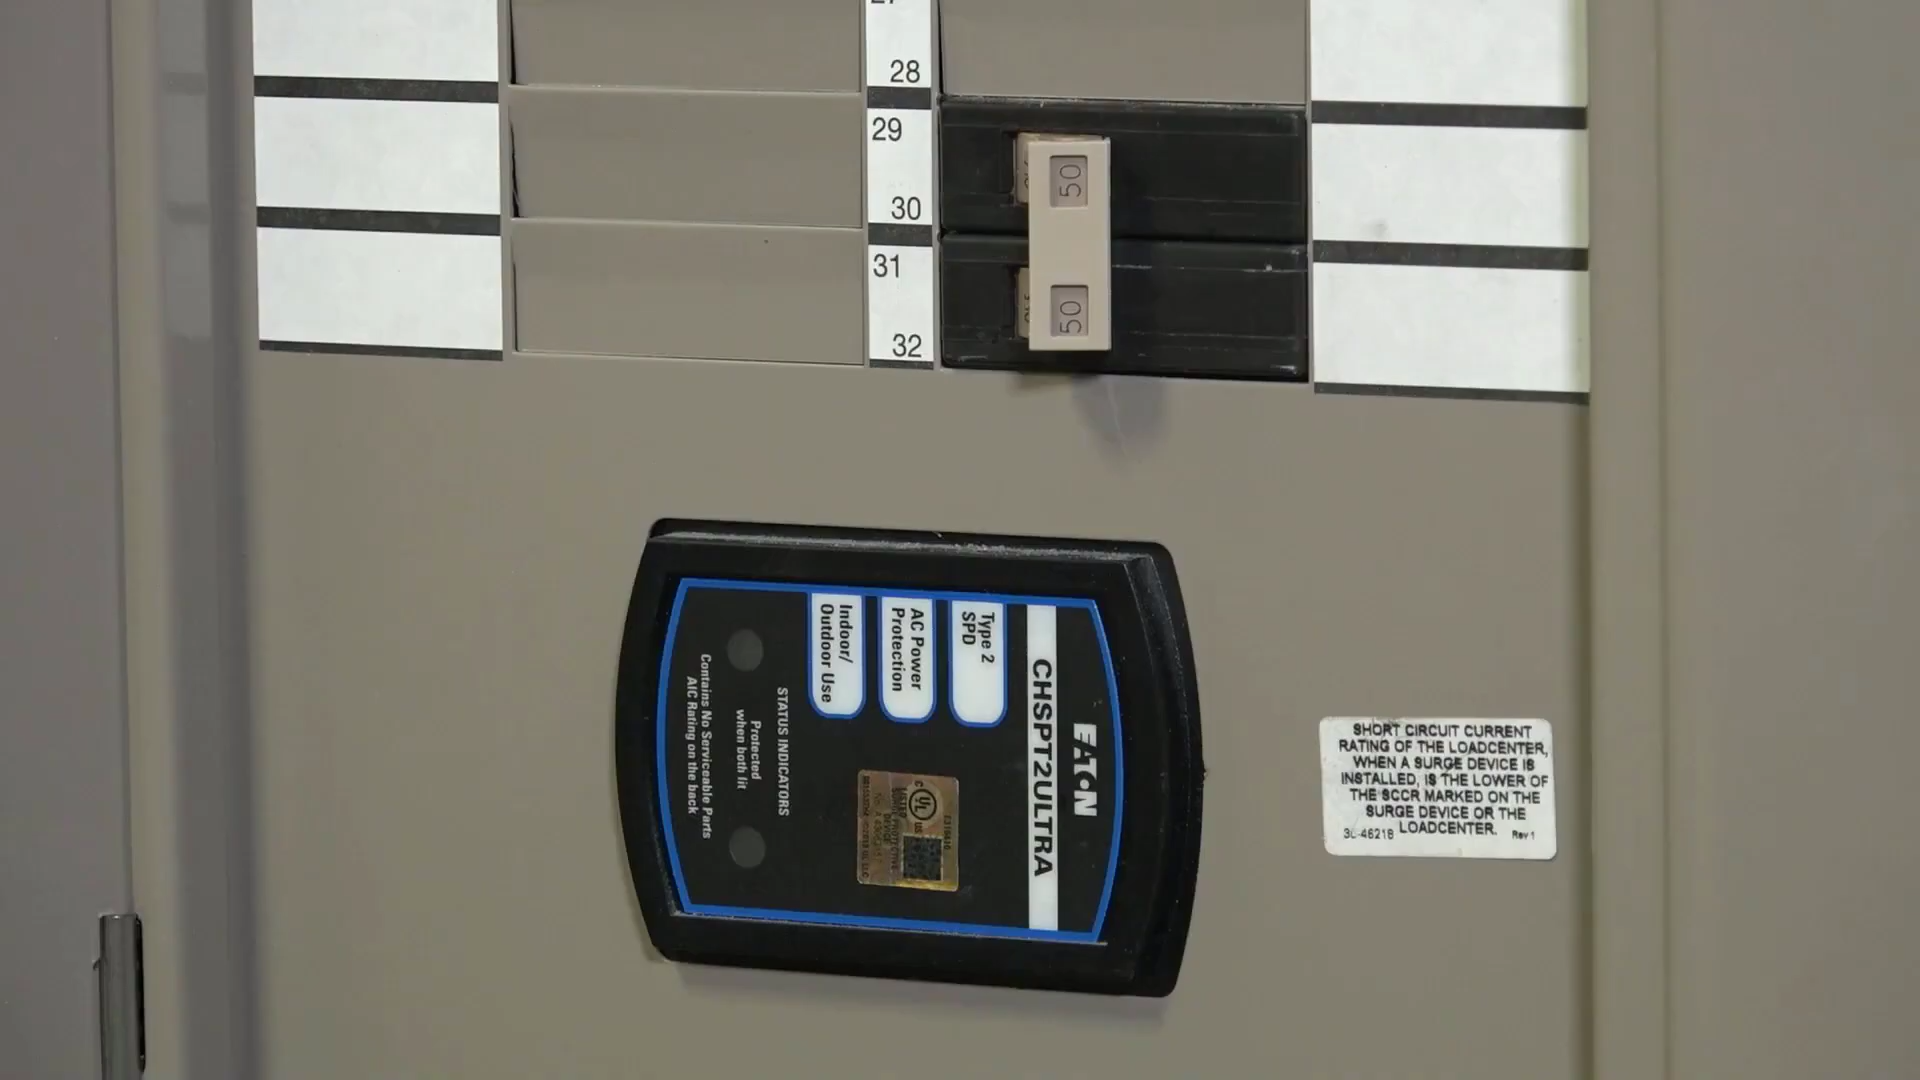 28
29
30
31
32
50
50
EATON
CHSPT2ULTRA
Type 2
SPD
AC Power
Protection
Indoor/
Outdoor Use
STATUS INDICATORS
Protected
when both lit
Contains No Serviceable Parts
AIC Rating on the back
SHORT CIRCUIT CURRENT
RATING OF THE LOADCENTER,
WHEN A SURGE DEVICE IS
INSTALLED, IS THE LOWER OF
THE SCCR MARKED ON THE
SURGE DEVICE OR THE
LOADCENTER.
Rev 1